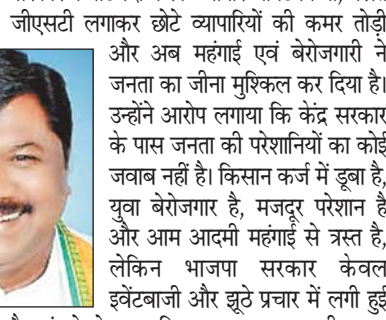 जीएसटी लगाकर छोटे व्यापारियों की कमर तोड़ी
और अब महंगाई एवं बेरोजगारी ने
जनता का जीना मुश्किल कर दिया है।
उन्होंने आरोप लगाया कि केंद्र सरकार
के पास जनता की परेशानियों का कोई
जवाब नहीं है। किसान कर्ज में डूबा है,
युवा बेरोजगार है, मजदूर परेशान है
और आम आदमी महंगाई से त्रस्त है,
लेकिन भाजपा सरकार केवल
इवेंटबाजी और झूठे प्रचार में लगी हुई